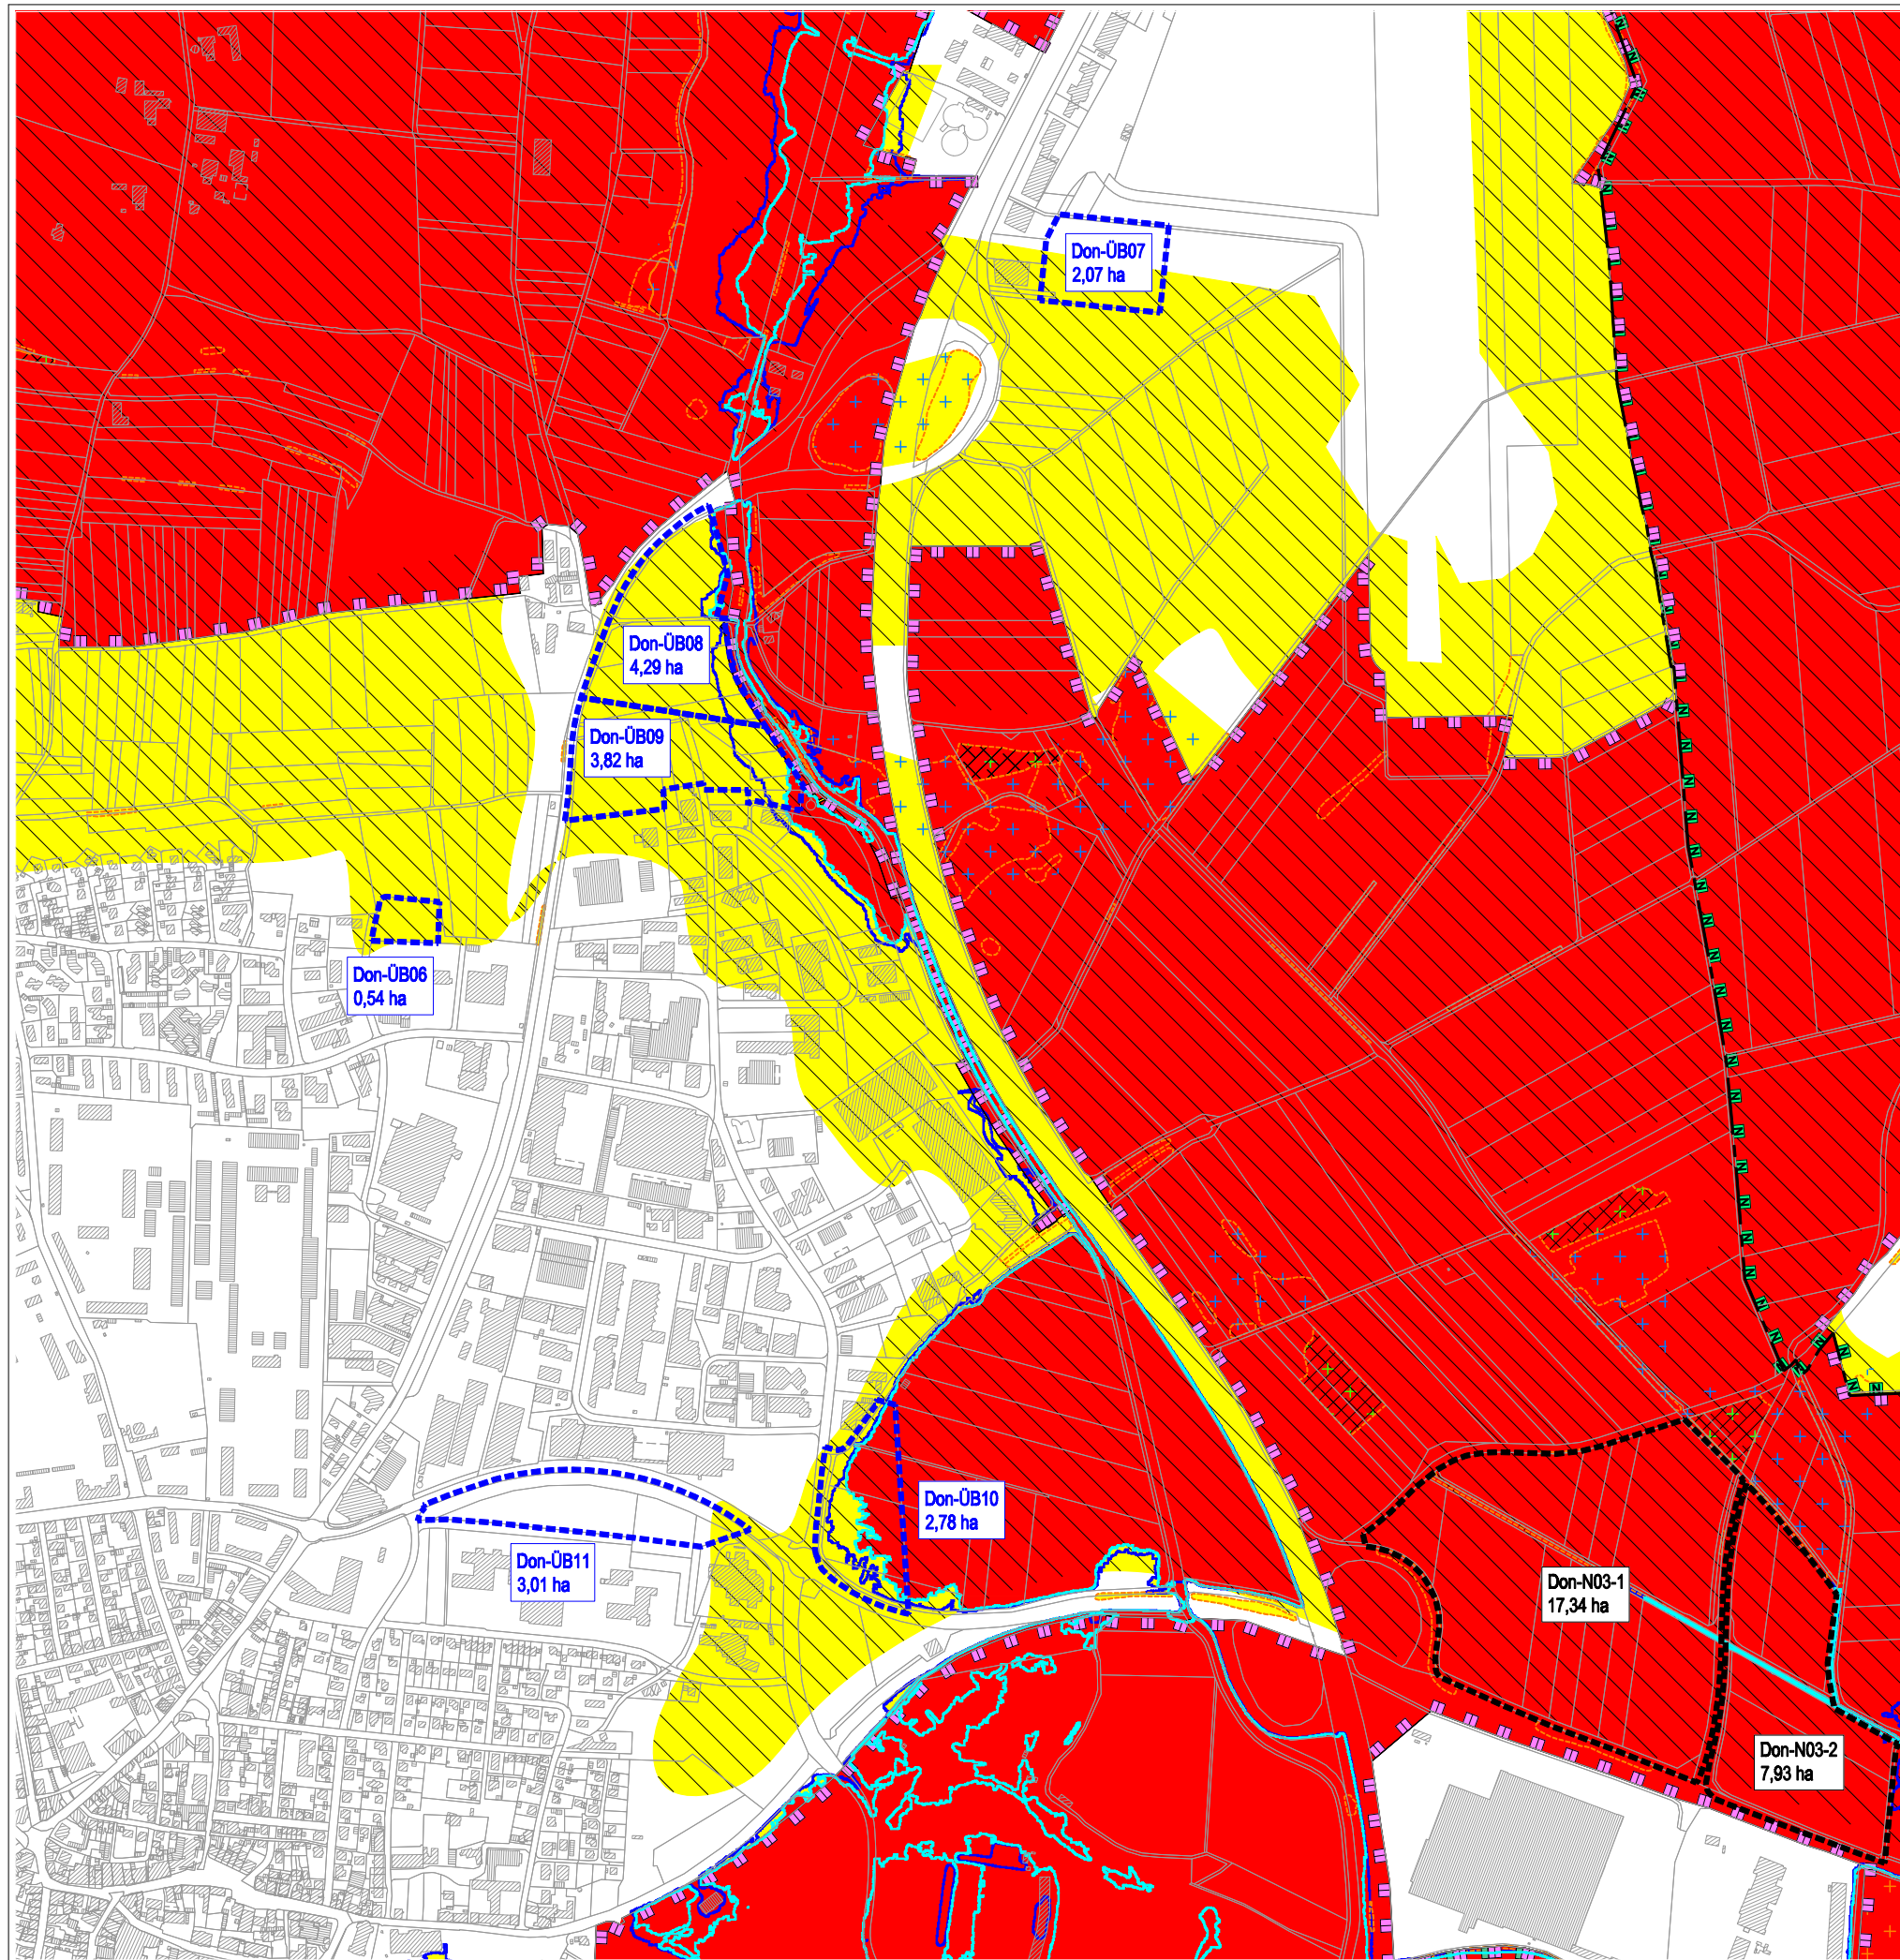 Don-ÜB07
2,07 ha
Don-ÜB08
4,29 ha
Don-ÜB09
3,82 ha
Don-ÜB06
0,54 ha
Don-ÜB10
2,78 ha
Don-ÜB11
3,01 ha
Don-N03-1
17,34 ha
Don-N03-2
7,93 ha